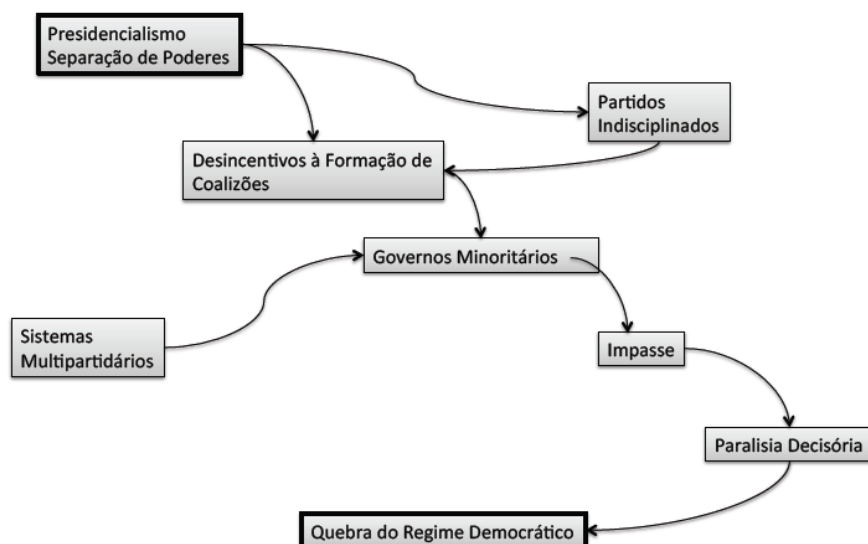 Presidencialismo
Separação de Poderes
Partidos
Indisciplinados
Desincentivos à Formação de
Coalizões
Governos Minoritários
Sistemas
Multipartidários
Impasse
Paralisia Decisória
Quebra do Regime Democrático